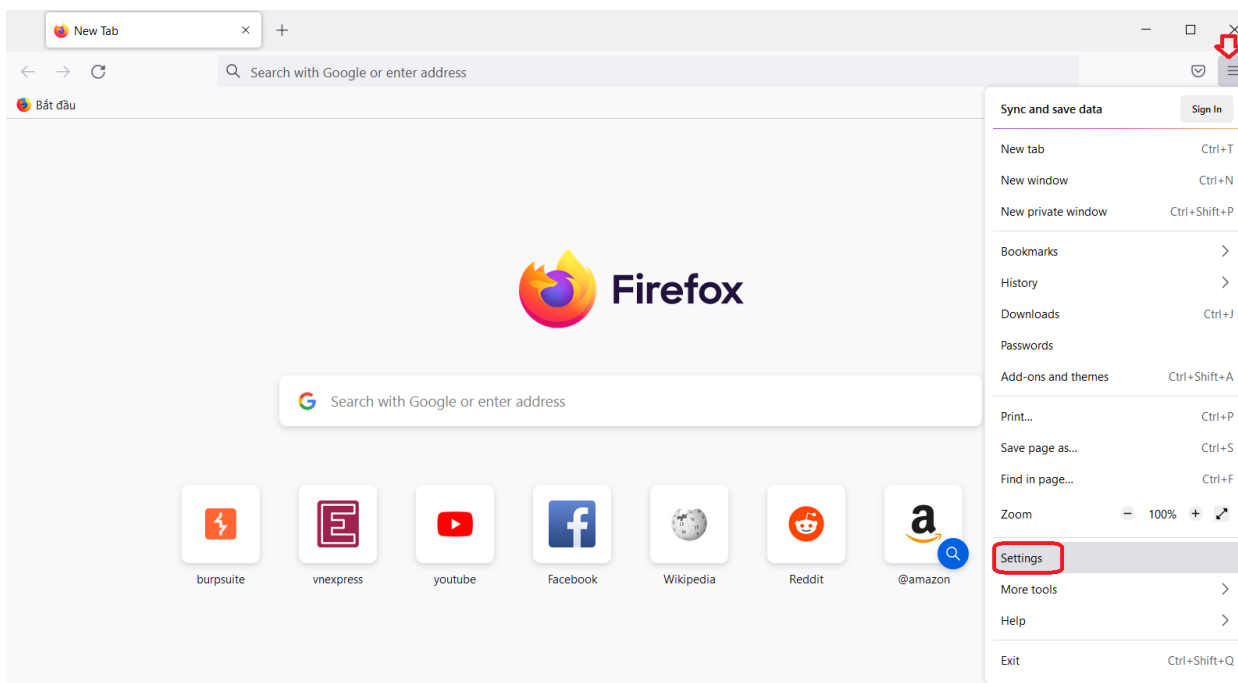 New Tab
Search with Google or enter address
Bắt đầu
Sync and save data Sign In
New tab Ctrl+T
New window Ctrl+N
New private window Ctrl+Shift+P
Bookmarks
History
Downloads Ctrl+J
Passwords
Add-ons and themes Ctrl+Shift+A
Print... Ctrl+P
Save page as... Ctrl+S
Find in page... Ctrl+F
Zoom − 100% +
Settings
More tools
Help
Exit Ctrl+Shift+Q
Firefox
Search with Google or enter address
burpsuite vnexpress youtube Facebook Wikipedia Reddit @amazon